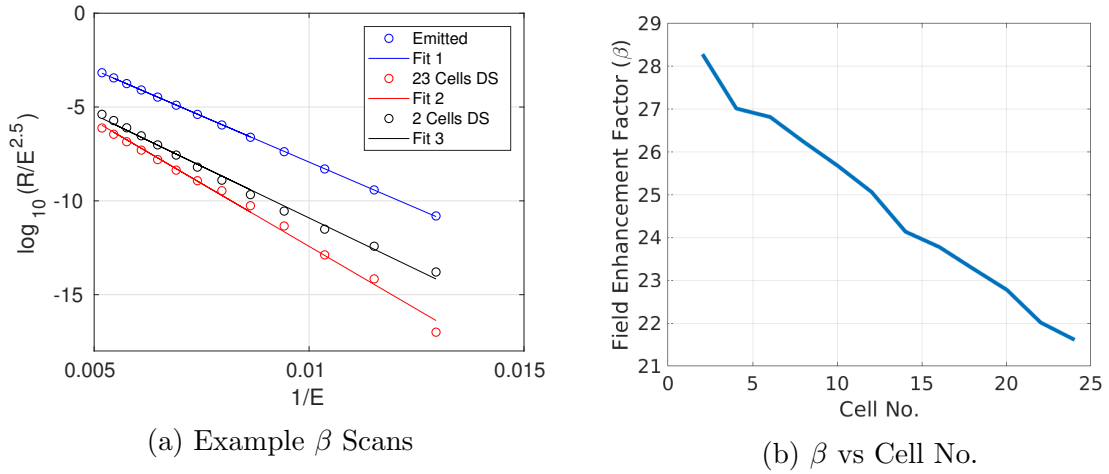 0
-5
-10
-15
log10(R/E^2.5)
0.005 0.01 0.015
1/E
Emitted
Fit 1
23 Cells DS
Fit 2
2 Cells DS
Fit 3
(a) Example β Scans
29
28
27
26
25
24
23
22
21
Field Enhancement Factor (β)
0 5 10 15 20 25
Cell No.
(b) β vs Cell No.